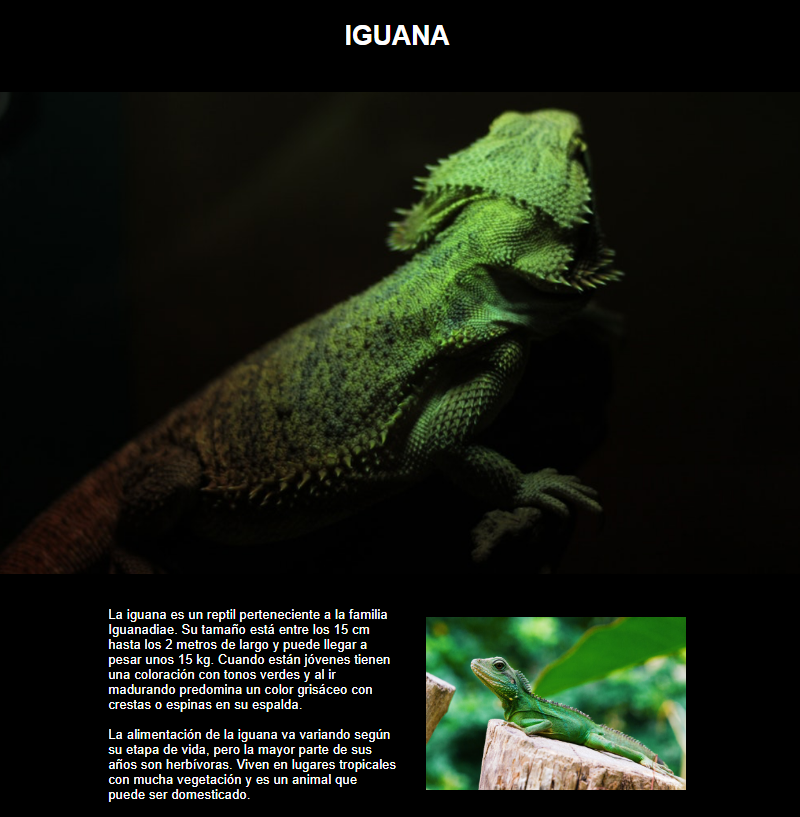 IGUANA
La iguana es un reptil perteneciente a la familia
Iguanadiae. Su tamaño está entre los 15 cm
hasta los 2 metros de largo y puede llegar a
pesar unos 15 kg. Cuando están jóvenes tienen
una coloración con tonos verdes y al ir
madurando predomina un color grisáceo con
crestas o espinas en su espalda.
La alimentación de la iguana va variando según
su etapa de vida, pero la mayor parte de sus
años son herbívoras. Viven en lugares tropicales
con mucha vegetación y es un animal que
puede ser domesticado.